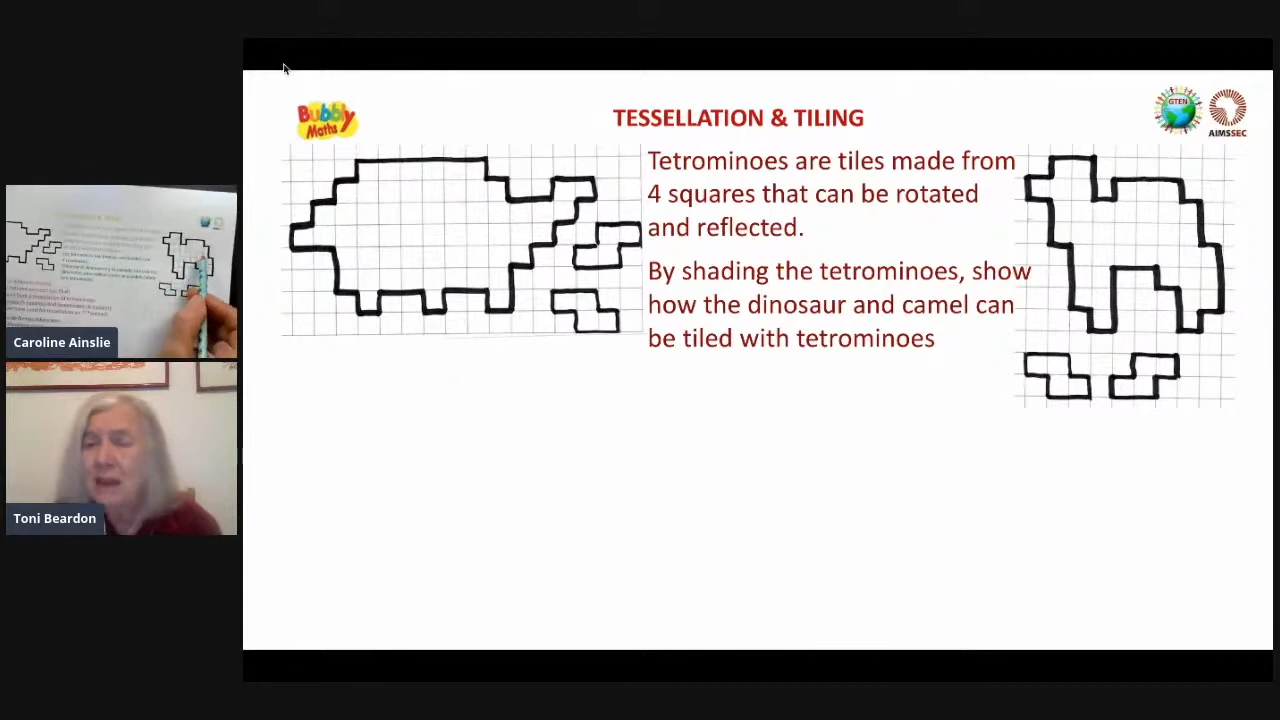 Bubbly
Maths
TESSELLATION & TILING
GTEN
AIMSSEC
Tetrominoes are tiles made from
4 squares that can be rotated
and reflected.
By shading the tetrominoes, show
how the dinosaur and camel can
be tiled with tetrominoes
Caroline Ainslie
Toni Beardon